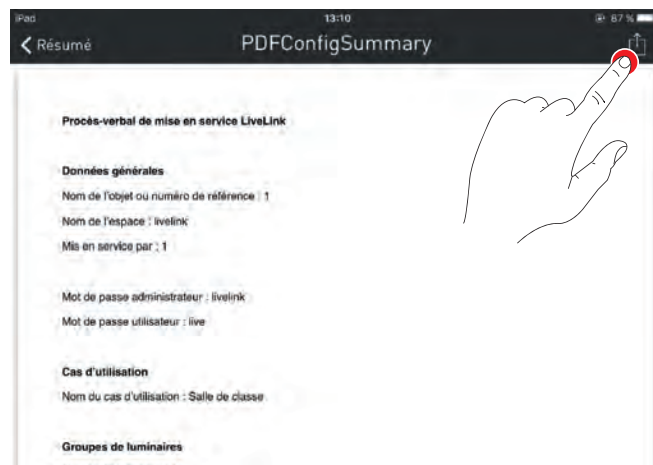 iPad 13:10 87 %
Résumé PDFConfigSummary
Procès-verbal de mise en service LiveLink
Données générales
Nom de l'objet ou numéro de référence : 1
Nom de l'espace : livelink
Mis en service par : 1
Mot de passe administrateur : livelink
Mot de passe utilisateur : live
Cas d'utilisation
Nom du cas d'utilisation : Salle de classe
Groupes de luminaires